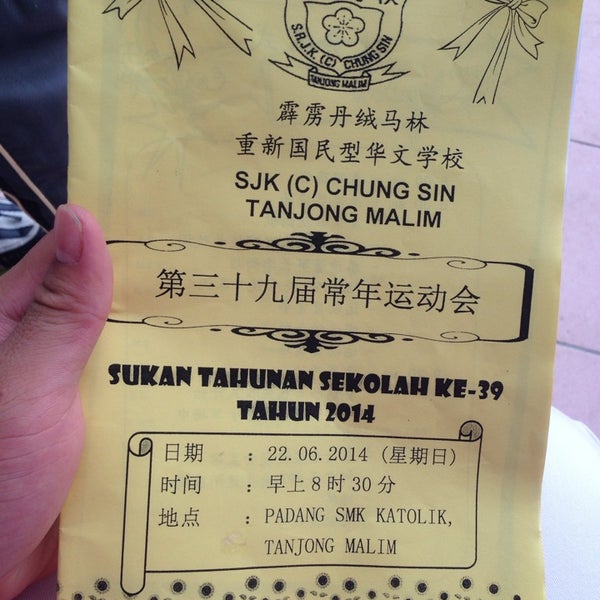 S.R.J.K. (C) CHUNG SIN
TANJONG MALIM
霹雳丹绒马林
重新国民型华文学校
SJK (C) CHUNG SIN
TANJONG MALIM
第三十九届常年运动会
SUKAN TAHUNAN SEKOLAH KE-39
TAHUN 2014
日期 : 22.06.2014 (星期日)
时间 : 早上8时30分
地点 : PADANG SMK KATOLIK,
TANJONG MALIM